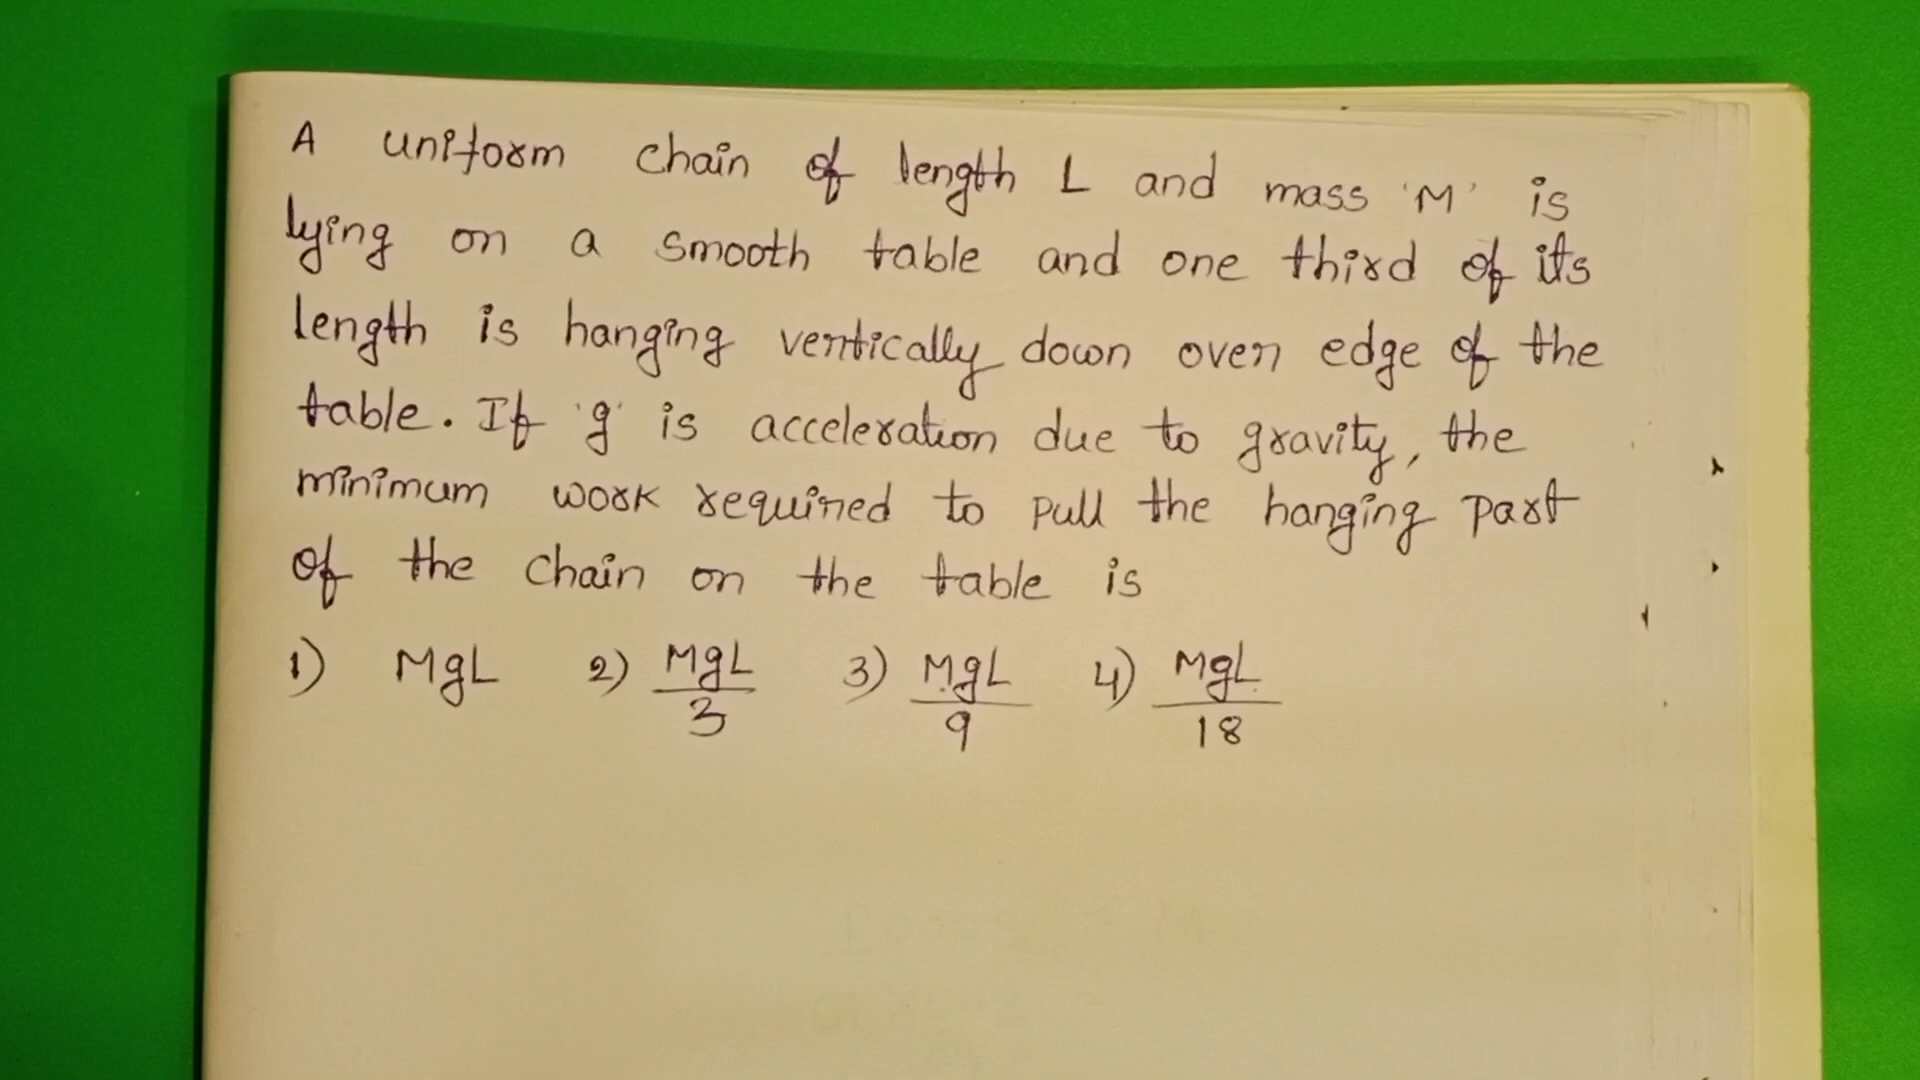 A uniform chain of length L and mass 'M' is
lying on a smooth table and one third of its
length is hanging vertically down over edge of the
table. If 'g' is acceleration due to gravity, the
minimum work required to pull the hanging part
of the chain on the table is
1) MgL 2) MgL/3 3) MgL/9 4) MgL/18